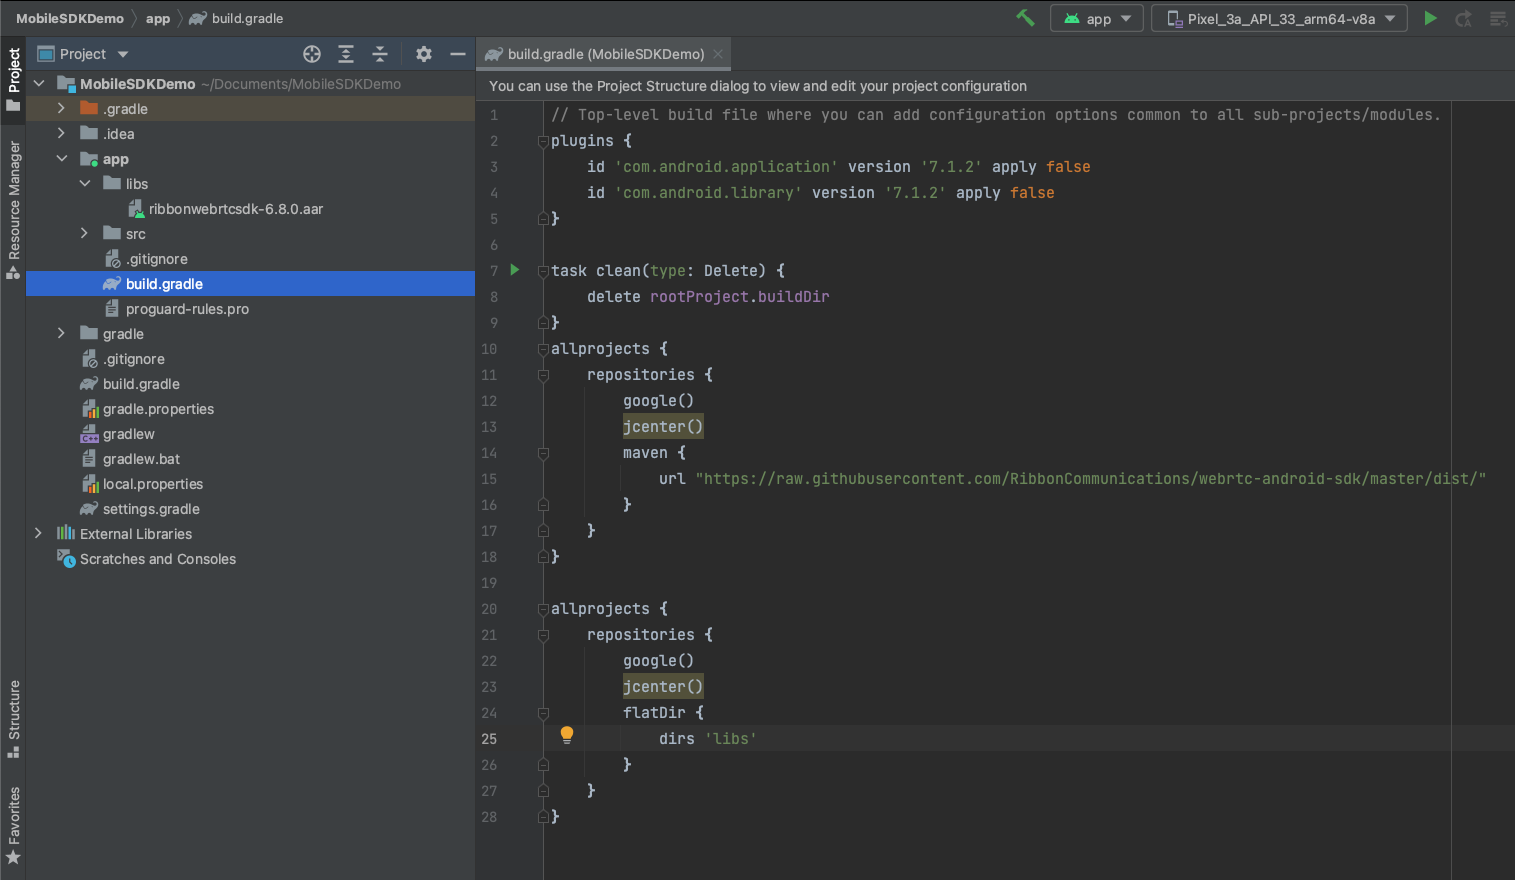 MobileSDKDemo app build.gradle
app
Pixel_3a_API_33_arm64-v8a
Project
Resource Manager
Structure
Favorites
Project
MobileSDKDemo ~/Documents/MobileSDKDemo
.gradle
.idea
app
libs
ribbonwebrtcsdk-6.8.0.aar
src
.gitignore
build.gradle
proguard-rules.pro
gradle
.gitignore
build.gradle
gradle.properties
C++ gradlew
gradlew.bat
local.properties
settings.gradle
External Libraries
Scratches and Consoles
build.gradle (MobileSDKDemo)
You can use the Project Structure dialog to view and edit your project configuration
1 // Top-level build file where you can add configuration options common to all sub-projects/modules.
2 plugins {
3 id 'com.android.application' version '7.1.2' apply false
4 id 'com.android.library' version '7.1.2' apply false
5 }
6
7 task clean(type: Delete) {
8 delete rootProject.buildDir
9 }
10 allprojects {
11 repositories {
12 google()
13 jcenter()
14 maven {
15 url "https://raw.githubusercontent.com/RibbonCommunications/webrtc-android-sdk/master/dist/"
16 }
17 }
18 }
19
20 allprojects {
21 repositories {
22 google()
23 jcenter()
24 flatDir {
25 dirs 'libs'
26 }
27 }
28 }